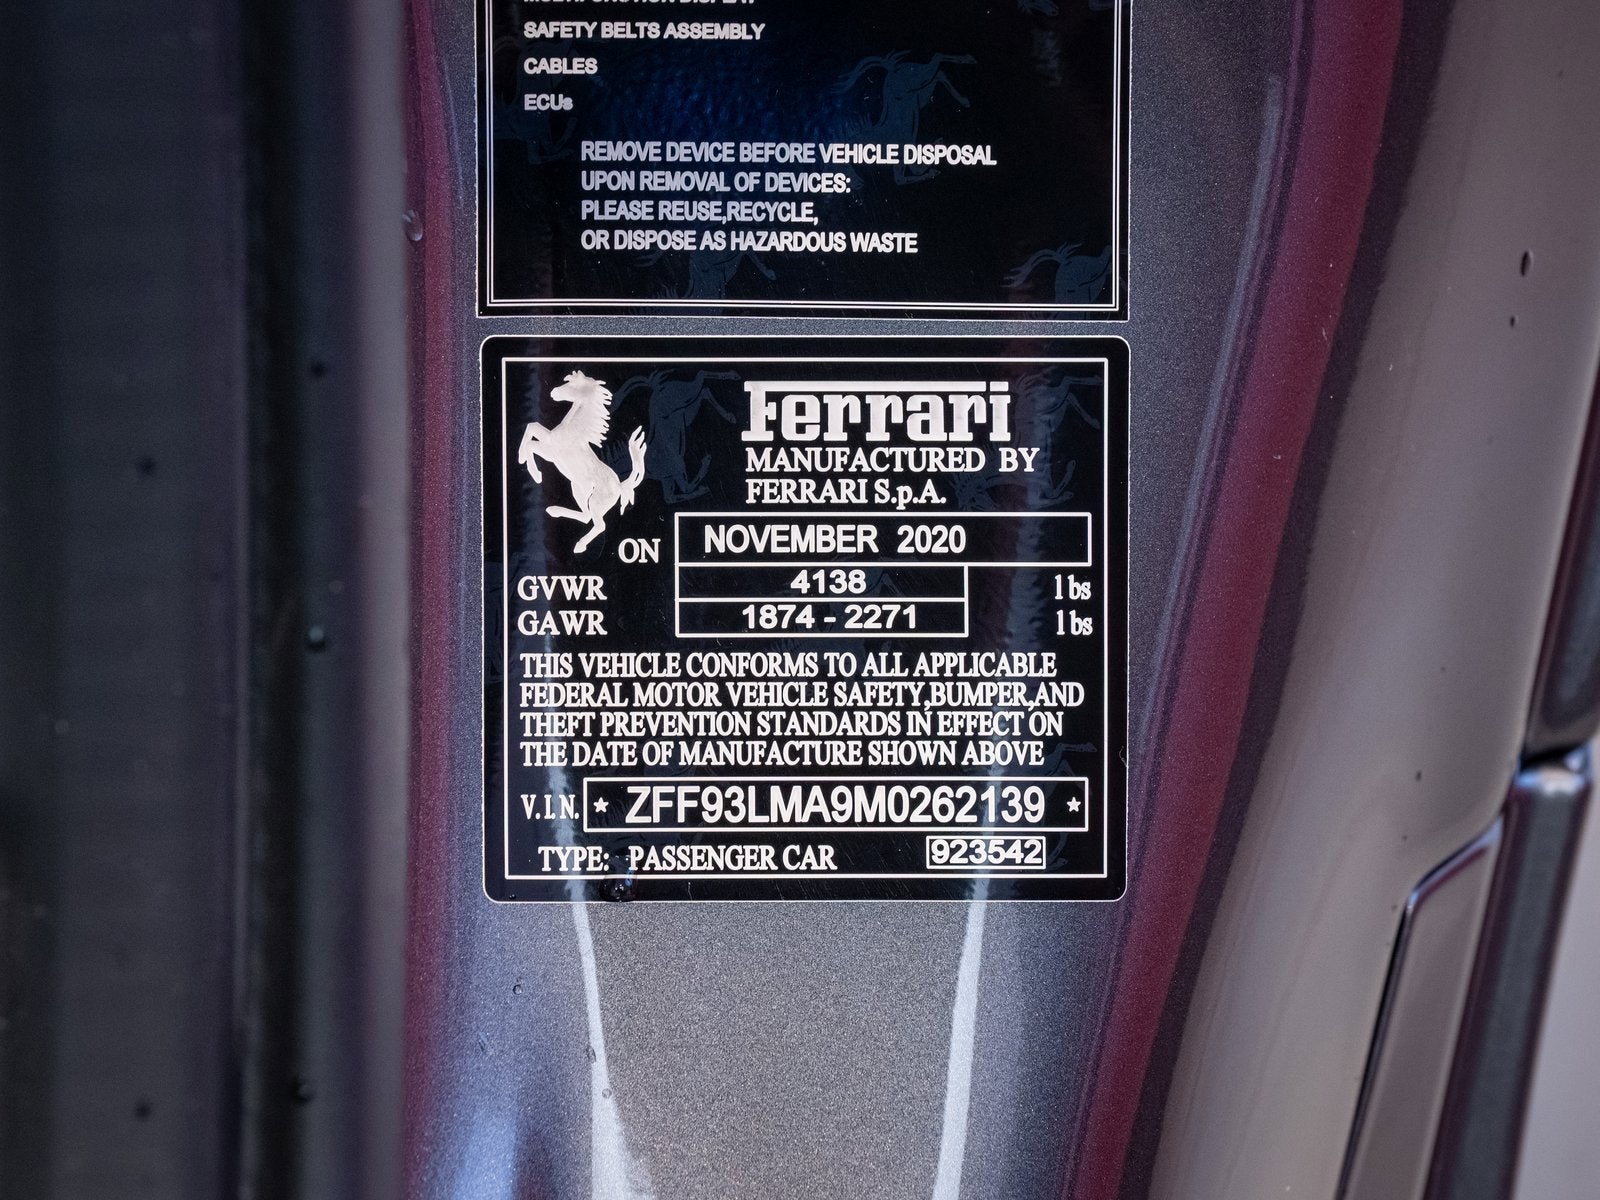 MULTIFUNCTION DISPLAY
SAFETY BELTS ASSEMBLY
CABLES
ECUs
REMOVE DEVICE BEFORE VEHICLE DISPOSAL
UPON REMOVAL OF DEVICES:
PLEASE REUSE,RECYCLE,
OR DISPOSE AS HAZARDOUS WASTE
Ferrari
MANUFACTURED BY
FERRARI S.p.A.
ON NOVEMBER 2020
GVWR 4138 lbs
GAWR 1874 - 2271 lbs
THIS VEHICLE CONFORMS TO ALL APPLICABLE
FEDERAL MOTOR VEHICLE SAFETY,BUMPER,AND
THEFT PREVENTION STANDARDS IN EFFECT ON
THE DATE OF MANUFACTURE SHOWN ABOVE
V.I.N. * ZFF93LMA9M0262139 *
TYPE: PASSENGER CAR 923542